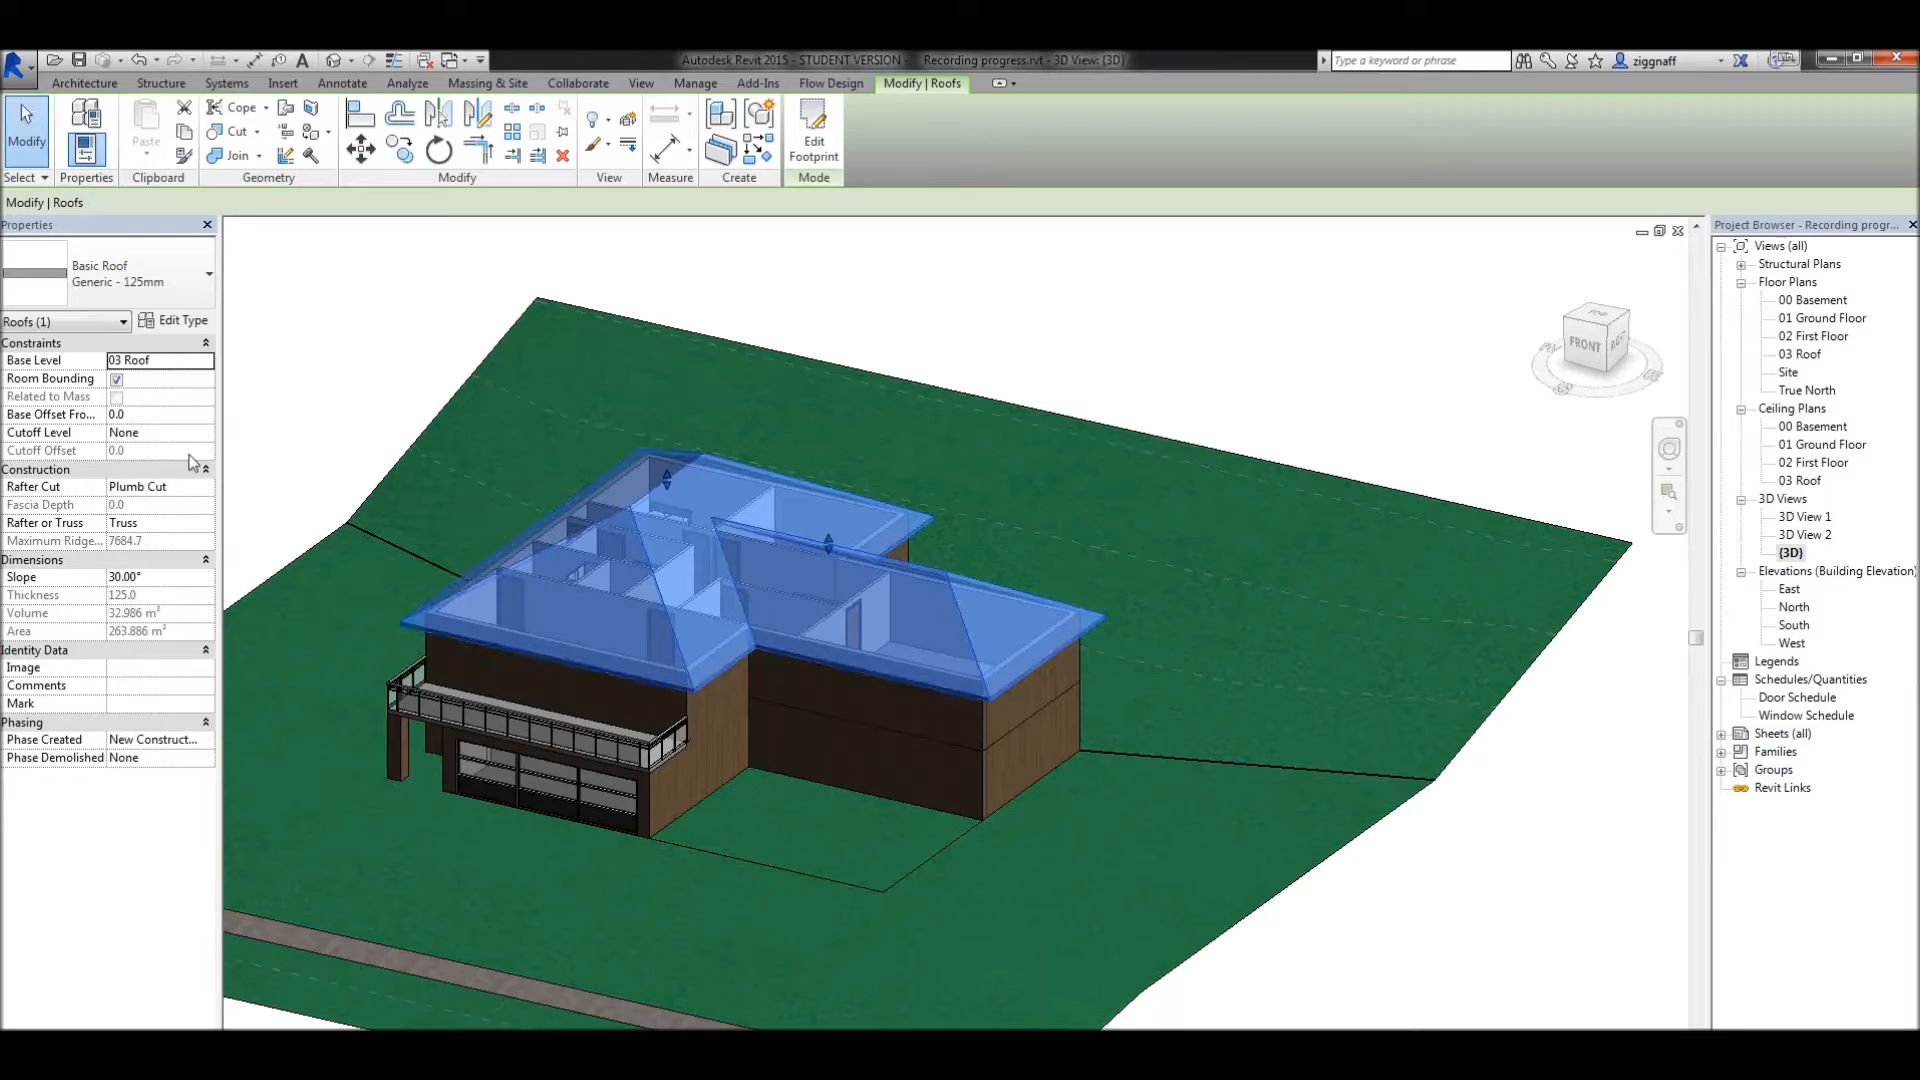 Autodesk Revit 2015 - STUDENT VERSION - Recording progress.rvt - 3D View: {3D}
Type a keyword or phrase
ziggnaff
Architecture Structure Systems Insert Annotate Analyze Massing & Site Collaborate View Manage Add-Ins Flow Design Modify | Roofs
Modify
Paste
Cope
Cut
Join
Edit
Footprint
Select Properties Clipboard Geometry Modify View Measure Create Mode
Modify | Roofs
Properties
Basic Roof
Generic - 125mm
Roofs (1) Edit Type
Constraints
Base Level 03 Roof
Room Bounding
Related to Mass
Base Offset Fro... 0.0
Cutoff Level None
Cutoff Offset 0.0
Construction
Rafter Cut Plumb Cut
Fascia Depth 0.0
Rafter or Truss Truss
Maximum Ridge... 7684.7
Dimensions
Slope 30.00°
Thickness 125.0
Volume 32.986 m³
Area 263.886 m²
Identity Data
Image
Comments
Mark
Phasing
Phase Created New Construct...
Phase Demolished None
TOP
FRONT
Project Browser - Recording progr...
Views (all)
Structural Plans
Floor Plans
00 Basement
01 Ground Floor
02 First Floor
03 Roof
Site
True North
Ceiling Plans
00 Basement
01 Ground Floor
02 First Floor
03 Roof
3D Views
3D View 1
3D View 2
{3D}
Elevations (Building Elevation)
East
North
South
West
Legends
Schedules/Quantities
Door Schedule
Window Schedule
Sheets (all)
Families
Groups
Revit Links